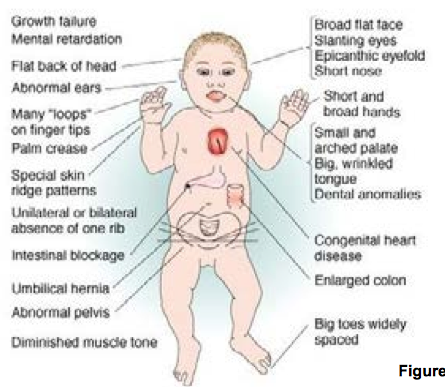 Growth failure
Mental retardation
Flat back of head
Abnormal ears
Many "loops"
on finger tips
Palm crease
Special skin
ridge patterns
Unilateral or bilateral
absence of one rib
Intestinal blockage
Umbilical hernia
Abnormal pelvis
Diminished muscle tone
Broad flat face
Slanting eyes
Epicanthic eyefold
Short nose
Short and
broad hands
Small and
arched palate
Big, wrinkled
tongue
Dental anomalies
Congenital heart
disease
Enlarged colon
Big toes widely
spaced
Figure